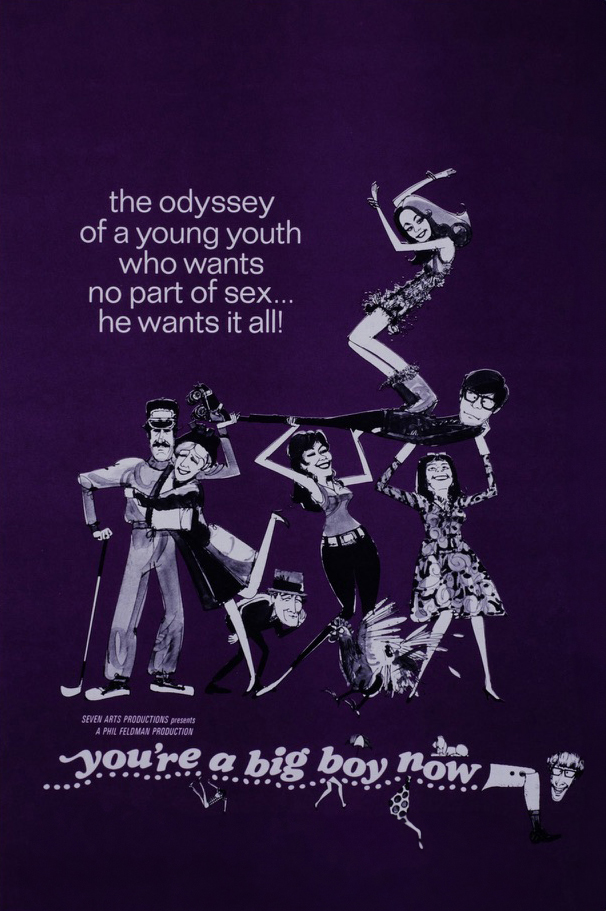 the odyssey
of a young youth
who wants
no part of sex...
he wants it all!
SEVEN ARTS PRODUCTIONS presents
A PHIL FELDMAN PRODUCTION
you're a big boy now